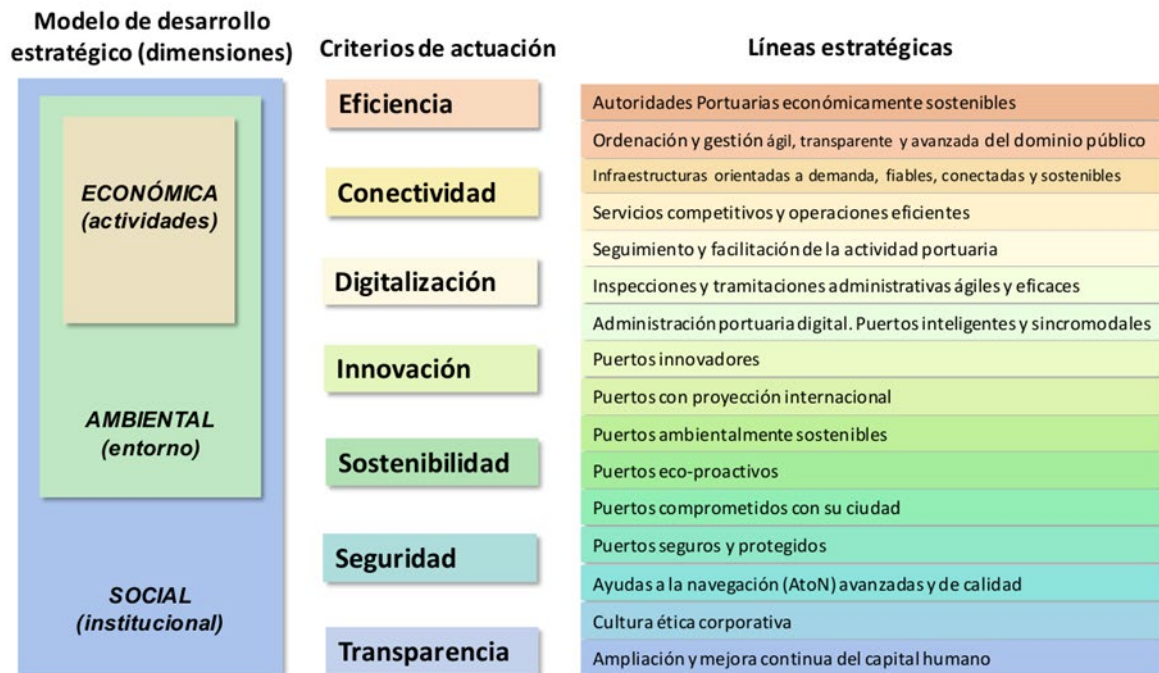 Modelo de desarrollo
estratégico (dimensiones)
ECONÓMICA
(actividades)
AMBIENTAL
(entorno)
SOCIAL
(institucional)
Criterios de actuación
Eficiencia
Conectividad
Digitalización
Innovación
Sostenibilidad
Seguridad
Transparencia
Líneas estratégicas
Autoridades Portuarias económicamente sostenibles
Ordenación y gestión ágil, transparente y avanzada del dominio público
Infraestructuras orientadas a demanda, fiables, conectadas y sostenibles
Servicios competitivos y operaciones eficientes
Seguimiento y facilitación de la actividad portuaria
Inspecciones y tramitaciones administrativas ágiles y eficaces
Administración portuaria digital. Puertos inteligentes y sincromodales
Puertos innovadores
Puertos con proyección internacional
Puertos ambientalmente sostenibles
Puertos eco-proactivos
Puertos comprometidos con su ciudad
Puertos seguros y protegidos
Ayudas a la navegación (AtoN) avanzadas y de calidad
Cultura ética corporativa
Ampliación y mejora continua del capital humano